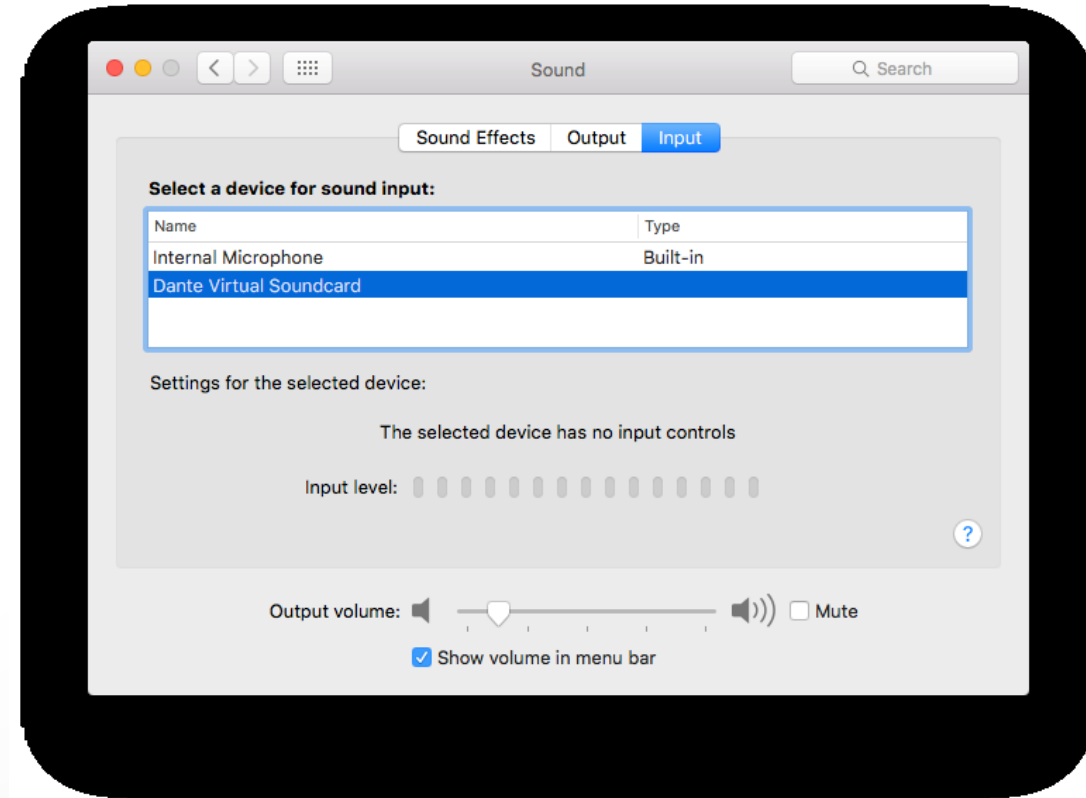 Sound
Search
Sound Effects Output Input
Select a device for sound input:
Name Type
Internal Microphone Built-in
Dante Virtual Soundcard
Settings for the selected device:
The selected device has no input controls
Input level:
?
Output volume: Mute
Show volume in menu bar